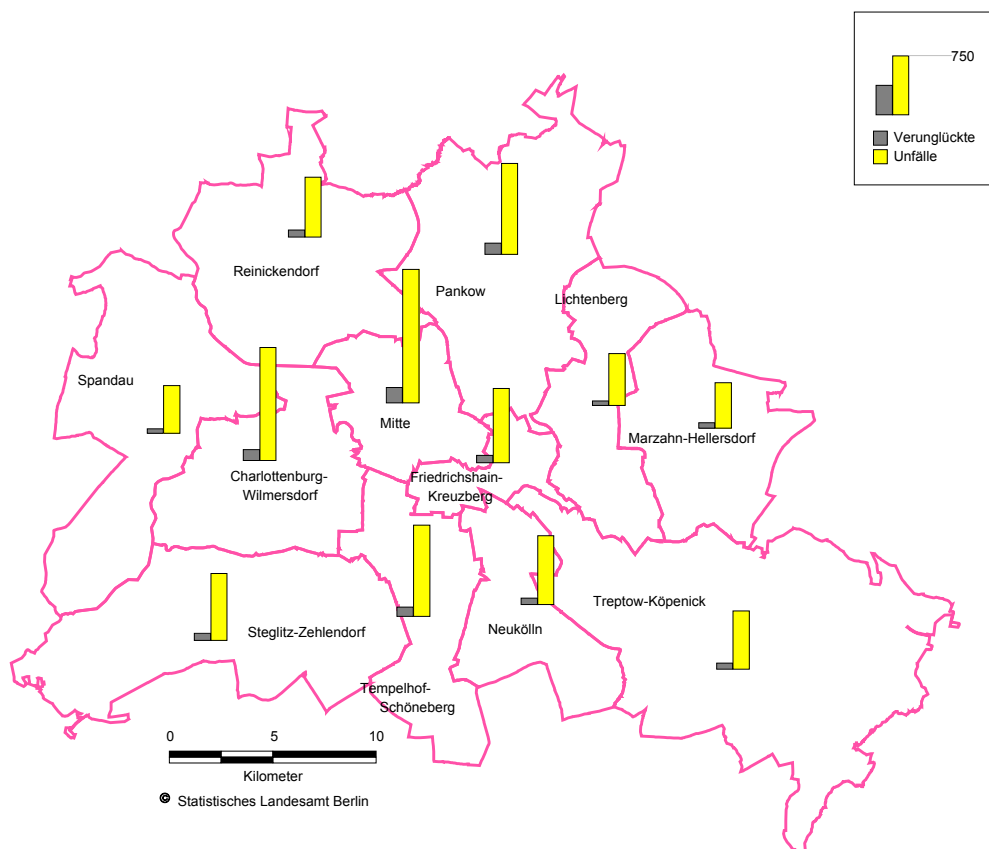 750
Verunglückte
Unfälle
Reinickendorf
Pankow
Lichtenberg
Spandau
Mitte
Marzahn-Hellersdorf
Charlottenburg-
Wilmersdorf
Friedrichshain-
Kreuzberg
Steglitz-Zehlendorf
Neukölln
Treptow-Köpenick
Tempelhof-
Schöneberg
0 5 10
Kilometer
© Statistisches Landesamt Berlin